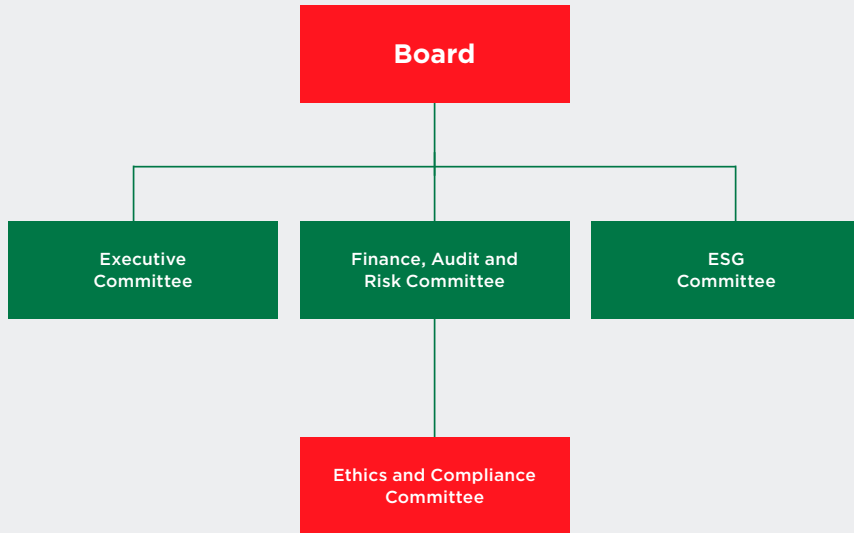 Board
Executive
Committee
Finance, Audit and
Risk Committee
ESG
Committee
Ethics and Compliance
Committee